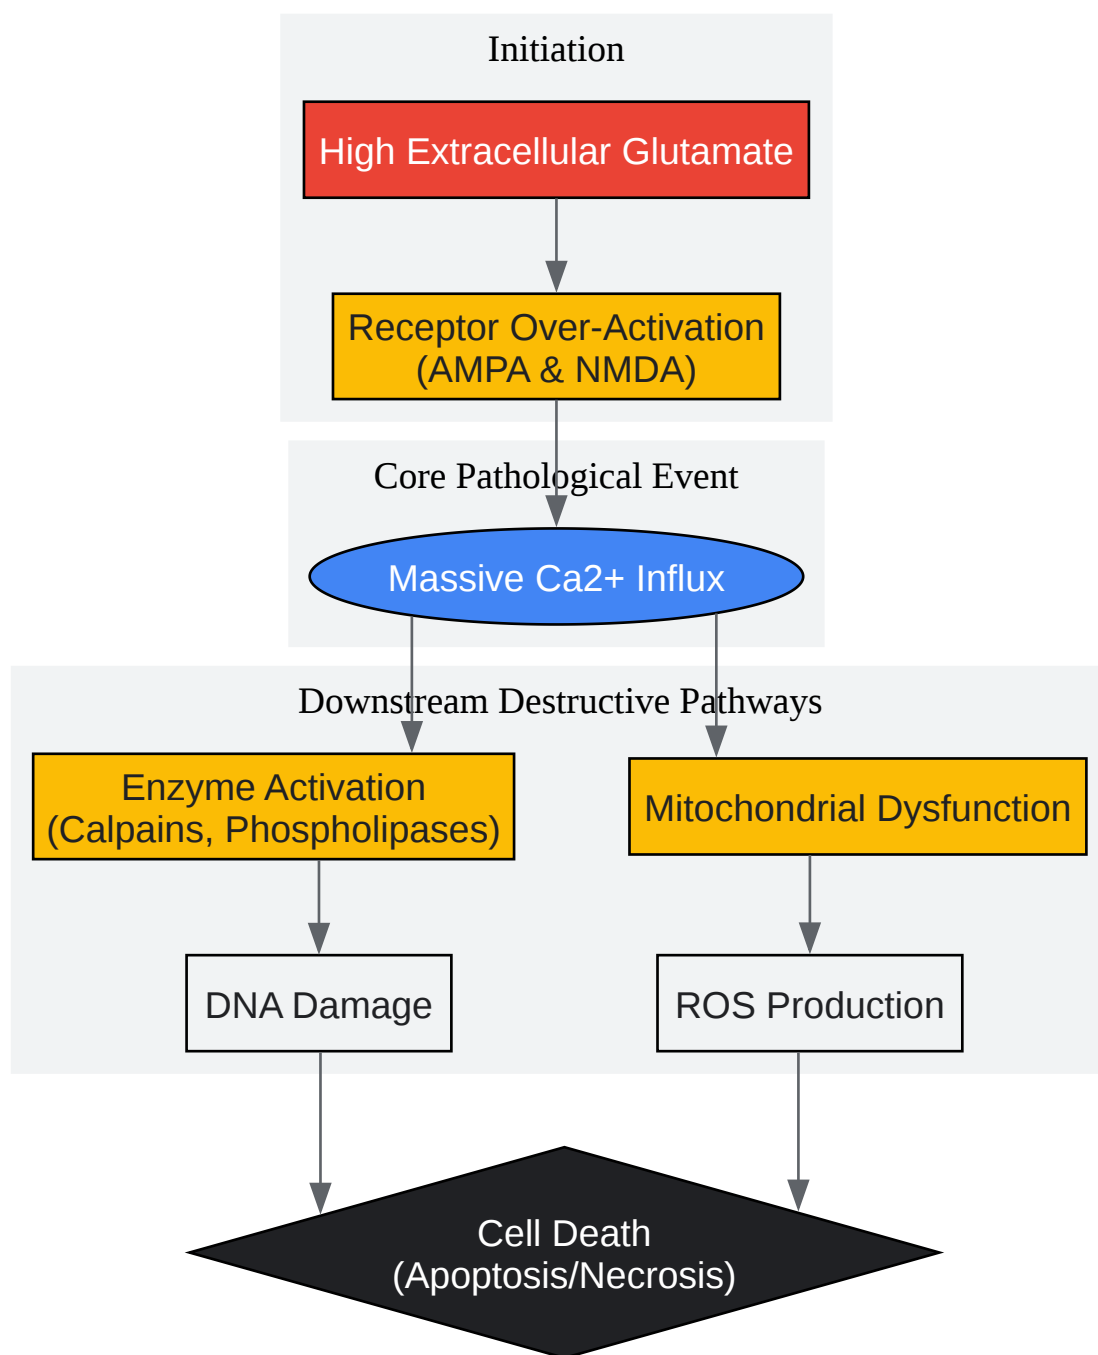 Initiation
High Extracellular Glutamate
Receptor Over-Activation
(AMPA & NMDA)
Core Pathological Event
Massive Ca2+ Influx
Downstream Destructive Pathways
Enzyme Activation
(Calpains, Phospholipases)
Mitochondrial Dysfunction
DNA Damage
ROS Production
Cell Death
(Apoptosis/Necrosis)